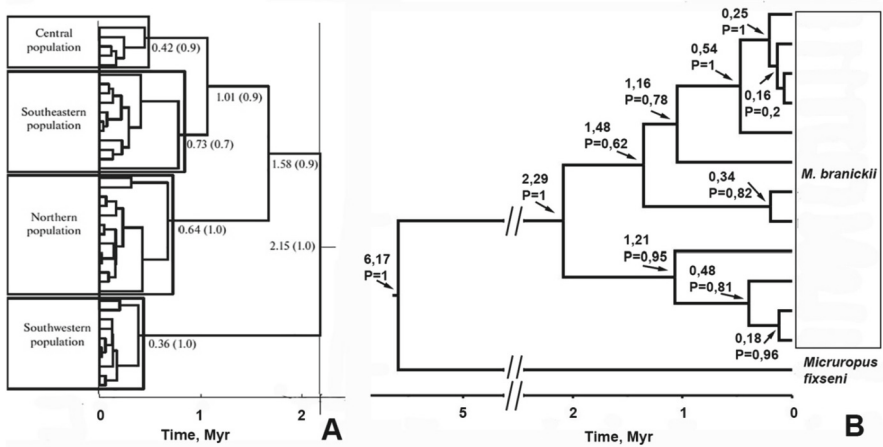 Central
population
0.42 (0.9)
1.01 (0.9)
Southeastern
population
0.73 (0.7)
1.58 (0.9)
Northern
population
0.64 (1.0)
2.15 (1.0)
Southwestern
population
0.36 (1.0)
0
1
2
Time, Myr
A
0,25
P=1
0,54
P=1
0,16
P=0,2
1,16
P=0,78
1,48
P=0,62
0,34
P=0,82
2,29
P=1
M. branickii
1,21
P=0,95
6,17
P=1
0,48
P=0,81
0,18
P=0,96
Micruropus
fixseni
5
2
1
0
Time, Myr
B